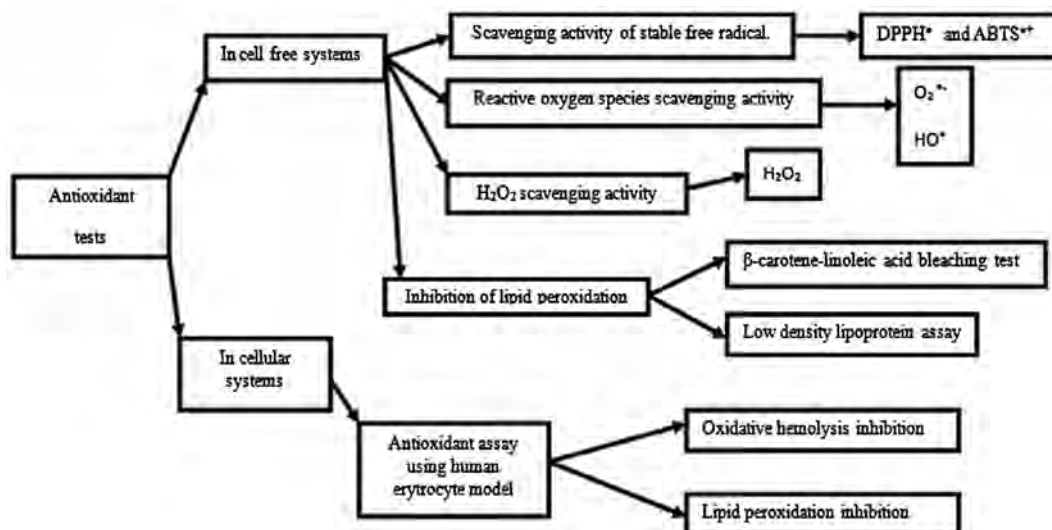 In cell free systems
Scavenging activity of stable free radical.
DPPH• and ABTS•+
Reactive oxygen species scavenging activity
O₂•-
HO•
H₂O₂ scavenging activity
H₂O₂
Antioxidant
tests
Inhibition of lipid peroxidation
β-carotene-linoleic acid bleaching test
Low density lipoprotein assay
In cellular
systems
Antioxidant assay
using human
erytrocyte model
Oxidative hemolysis inhibition
Lipid peroxidation inhibition